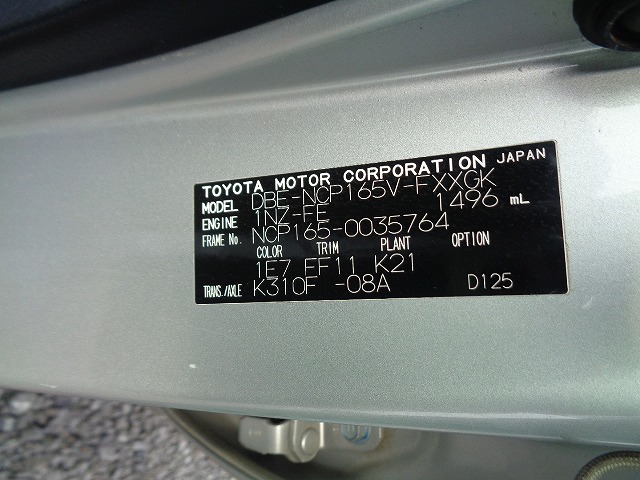 TOYOTA MOTOR CORPORATION JAPAN
MODEL DBE-NCP165V-FXXGK
ENGINE 1NZ-FE 1496 mL
FRAME No. NCP165-0035764
COLOR TRIM PLANT OPTION
1E7 EF11 K21
TRANS./AXLE K310F -08A D125